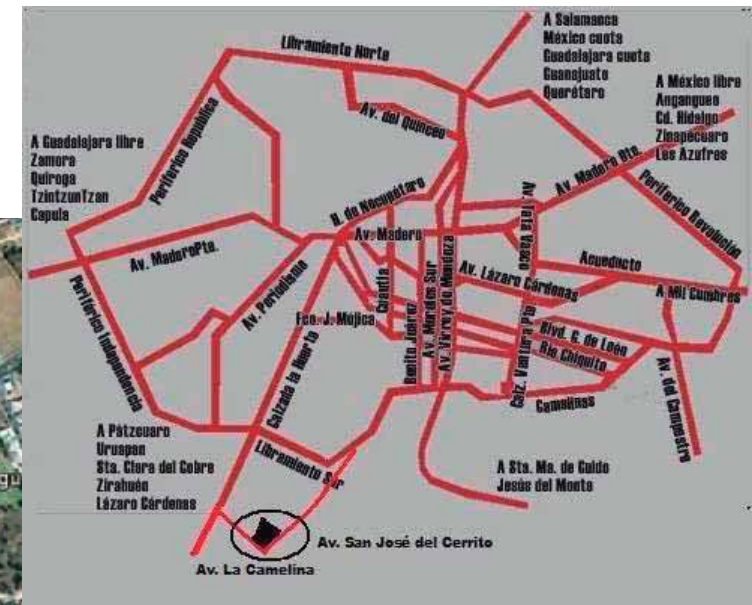 A Salamanca
México cuota
Guadalajara cuota
Guanajuato
Querétaro
Libramiento Norte
A México libre
Angangueo
Cd. Hidalgo
Zinapécuaro
Los Azufres
Av. del Quinceo
A Guadalajara libre
Zamora
Quiroga
TzintzunTzan
Capula
Periférico República
Av. Madero Ote.
Periférico Revolución
H. de Nocupétaro
Av. Tata Vasco
Av. Madero
Av. Madero Pte.
Acueducto
Av. Periodismo
Av. Lázaro Cárdenas
A Mil Cumbres
Periférico Independencia
Cuautla
Av. Morelos Sur
Av. Virrey de Mendoza
Fco. J. Mújica
Benito Juárez
Blvd. G. de León
Río Chiquito
Calzada la Huerta
Calz. Ventura Pte.
Camelinas
Av. del Campestre
A Pátzcuaro
Uruapan
Sta. Clara del Cobre
Zirahuén
Lázaro Cárdenas
Libramiento Sur
A Sta. Ma. de Guido
Jesús del Monte
Av. San José del Cerrito
Av. La Camelina